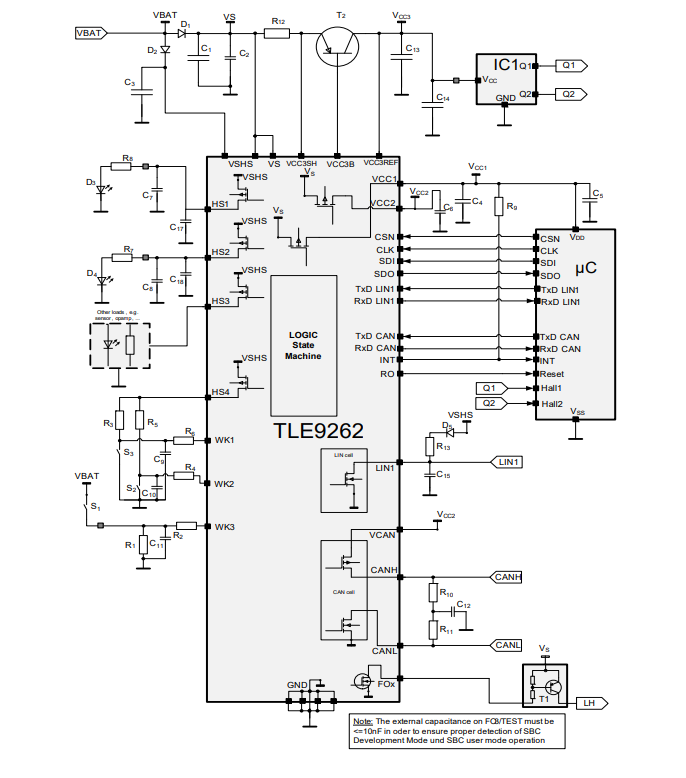 VBAT
VBAT
D1
VS
R12
T2
VCC3
D2
C1
C2
C3
C13
C14
IC1
Q1
Q2
VCC
GND
Q1
Q2
VSHS
VS
VCC3SH
VCC3B
VCC3REF
VSHS
VS
VCC1
VCC2
VCC2
VCC1
C6
C4
R9
C5
R8
D3
C7
C17
HS1
VSHS
VS
HS2
R7
D4
C8
C18
VSHS
HS3
Other loads , e.g.
sensor , opamp, ...
LOGIC
State
Machine
VSHS
HS4
CSN
CLK
SDI
SDO
TxD LIN1
RxD LIN1
TxD CAN
RxD CAN
INT
RO
VDD
CSN
CLK
SDI
SDO
µC
TxD LIN1
RxD LIN1
TxD CAN
RxD CAN
INT
Reset
Hall1
Hall2
VSS
Q1
Q2
TLE9262
R3
R5
R6
S3
C9
WK1
R4
S2
C10
WK2
VBAT
S1
WK3
R1
C11
R2
LIN cell
LIN1
VSHS
D5
R13
C15
LIN1
VCAN
VCC2
CAN cell
CANH
CANH
R10
C12
R11
CANL
CANL
GND
FOx
VS
T1
LH
Note: The external capacitance on FO3/TEST must be
<=10nF in oder to ensure proper detection of SBC
Development Mode und SBC user mode operation